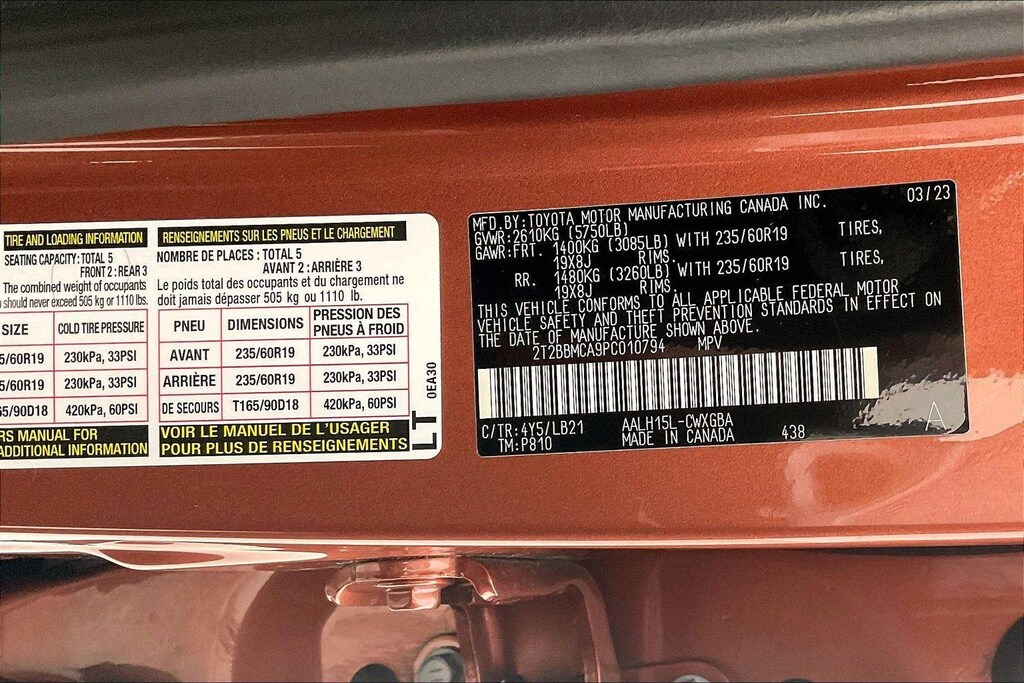 TIRE AND LOADING INFORMATION
SEATING CAPACITY: TOTAL 5
FRONT 2 : REAR 3
The combined weight of occupants
should never exceed 505 kg or 1110 lbs.
SIZE COLD TIRE PRESSURE
5/60R19 230kPa, 33PSI
5/60R19 230kPa, 33PSI
65/90D18 420kPa, 60PSI
RS MANUAL FOR
ADDITIONAL INFORMATION
RENSEIGNEMENTS SUR LES PNEUS ET LE CHARGEMENT
NOMBRE DE PLACES : TOTAL 5
AVANT 2 : ARRIÈRE 3
Le poids total des occupants et du chargement ne
doit jamais dépasser 505 kg ou 1110 lb.
PNEU DIMENSIONS PRESSION DES PNEUS À FROID
AVANT 235/60R19 230kPa, 33PSI
ARRIÈRE 235/60R19 230kPa, 33PSI
DE SECOURS T165/90D18 420kPa, 60PSI
VOIR LE MANUEL DE L'USAGER
POUR PLUS DE RENSEIGNEMENTS
LT 0EA30
MFD.BY:TOYOTA MOTOR MANUFACTURING CANADA INC. 03/23
GVWR:2610KG (5750LB)
GAWR:FRT. 1400KG (3085LB) WITH 235/60R19 TIRES,
19X8J RIMS.
RR. 1480KG (3260LB) WITH 235/60R19 TIRES,
19X8J RIMS.
THIS VEHICLE CONFORMS TO ALL APPLICABLE FEDERAL MOTOR
VEHICLE SAFETY AND THEFT PREVENTION STANDARDS IN EFFECT ON
THE DATE OF MANUFACTURE SHOWN ABOVE.
2T2BBMCA9PC010794 MPV
C/TR:4Y5/LB21 AALH15L-CWXGBA
TM:P810 MADE IN CANADA 438
A